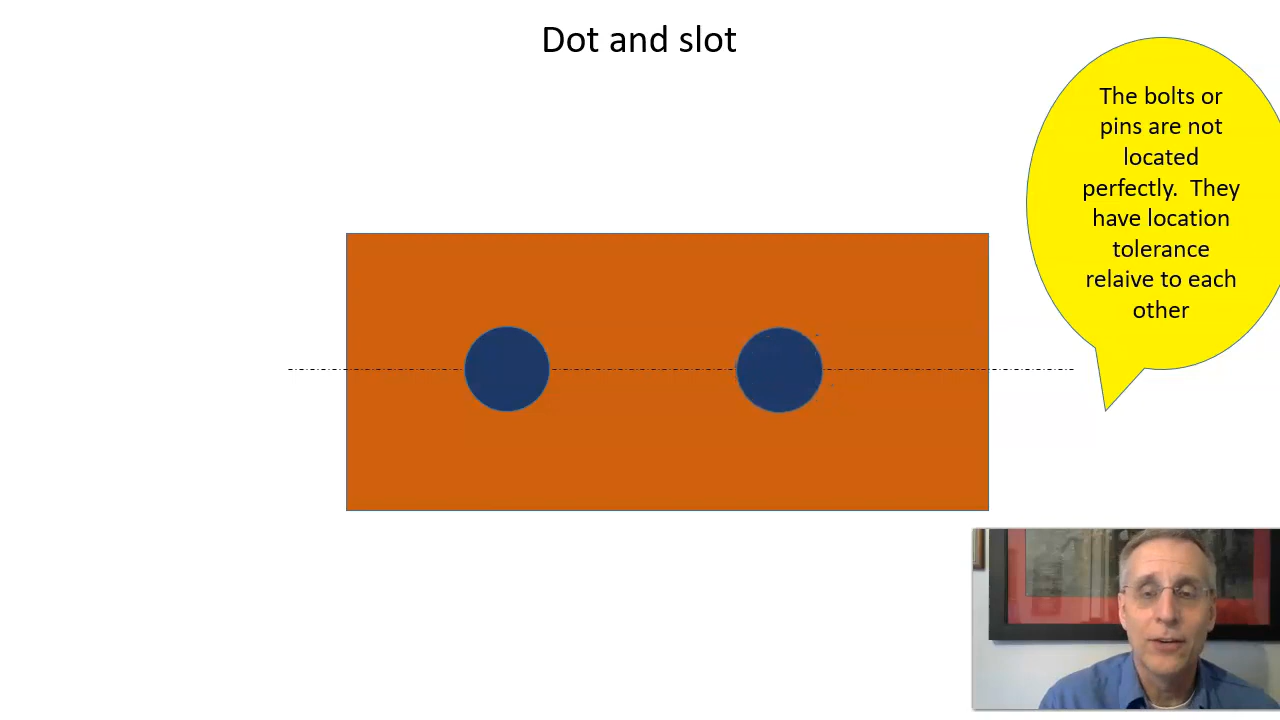 Dot and slot
The bolts or
pins are not
located
perfectly.  They
have location
tolerance
relaive to each
other